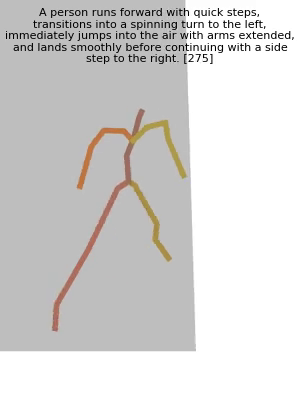 A person runs forward with quick steps,
transitions into a spinning turn to the left,
immediately jumps into the air with arms extended,
and lands smoothly before continuing with a side
step to the right. [275]